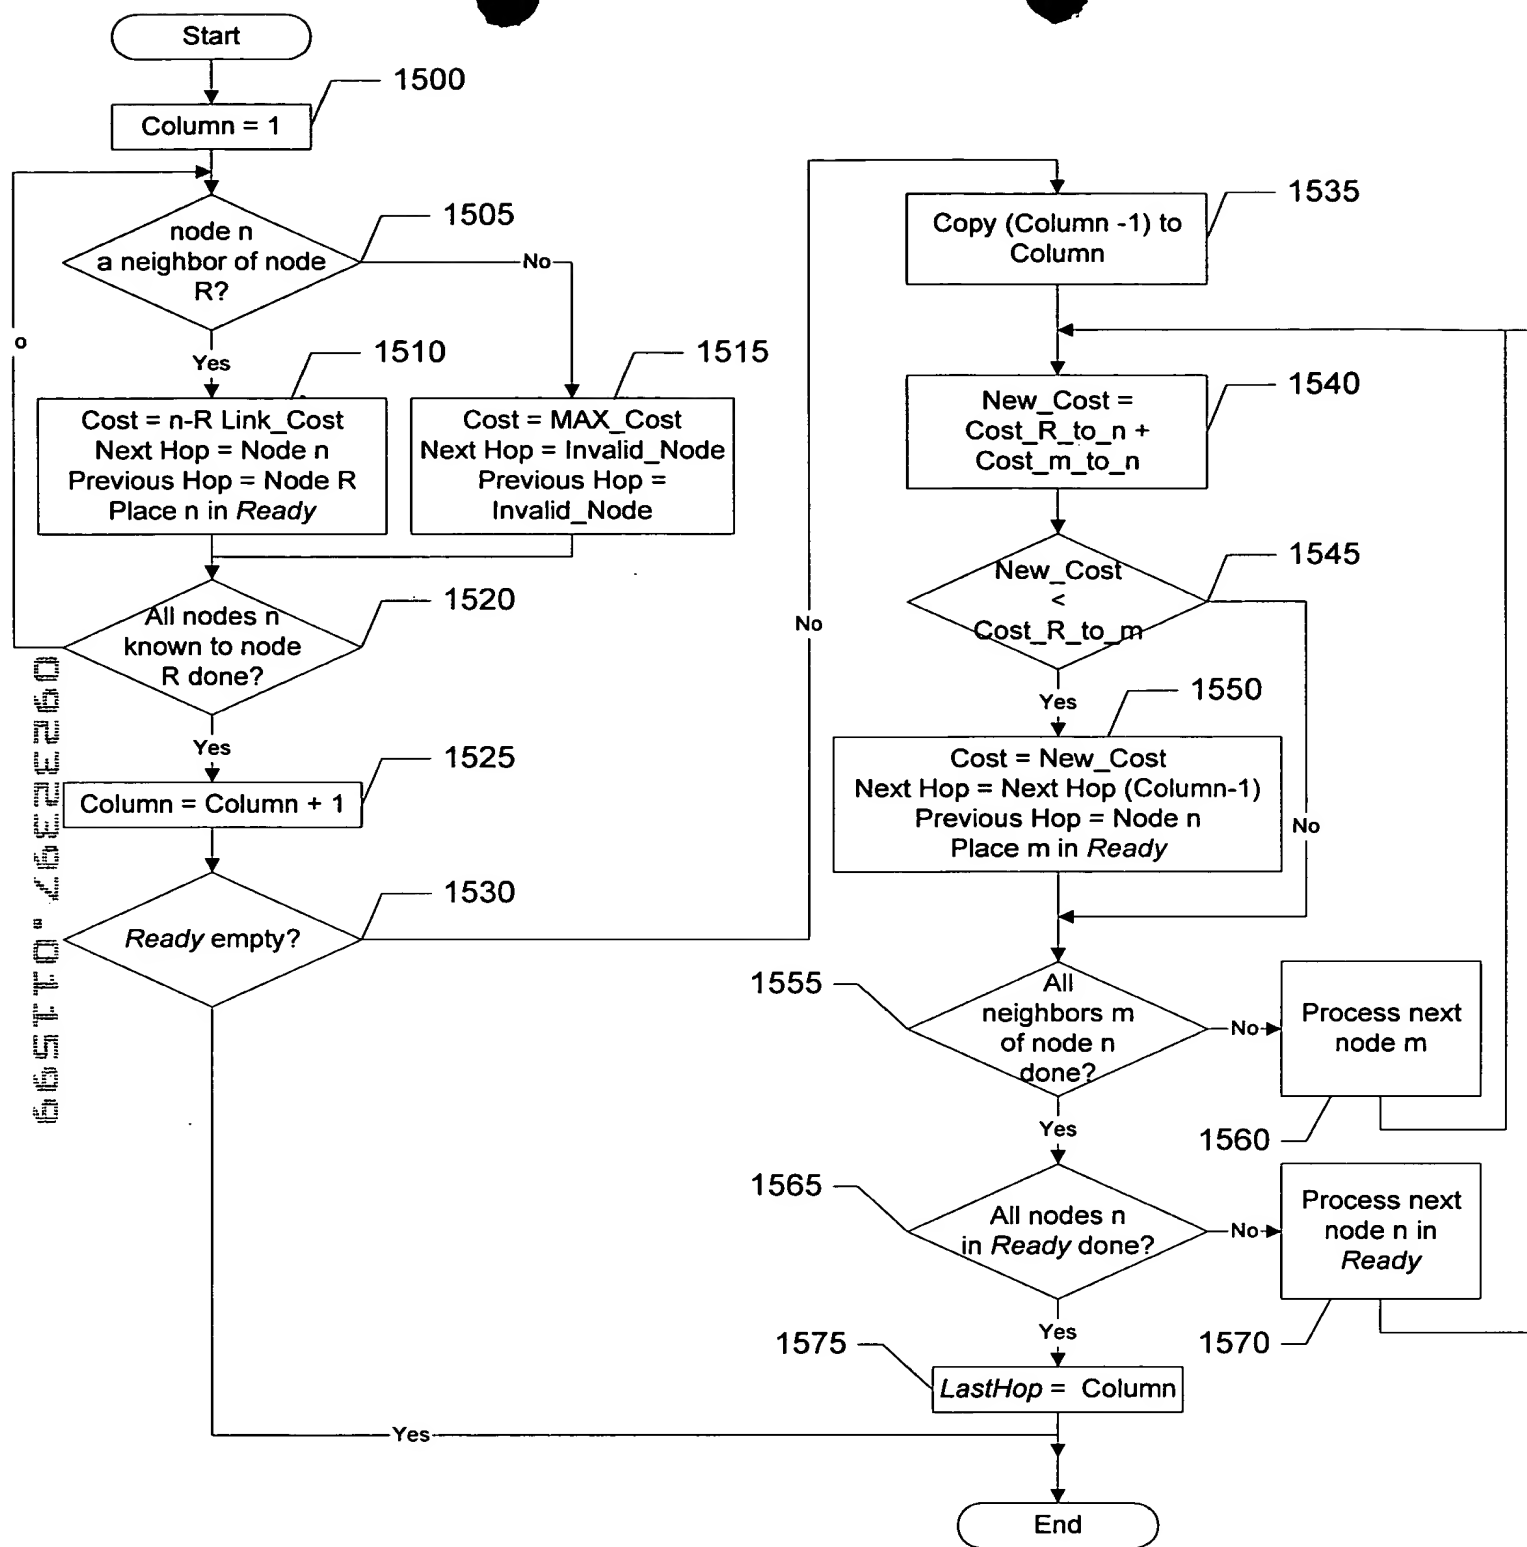 Start
1500
Column = 1
1505
node n
a neighbor of node
R?
No
Yes
1510
1515
Cost = n-R Link_Cost
Next Hop = Node n
Previous Hop = Node R
Place n in Ready
Cost = MAX_Cost
Next Hop = Invalid_Node
Previous Hop =
Invalid_Node
o
1520
All nodes n
known to node
R done?
Yes
1525
Column = Column + 1
1530
Ready empty?
No
Yes
1535
Copy (Column -1) to
Column
1540
New_Cost =
Cost_R_to_n +
Cost_m_to_n
1545
New_Cost
<
Cost_R_to_m
Yes
No
1550
Cost = New_Cost
Next Hop = Next Hop (Column-1)
Previous Hop = Node n
Place m in Ready
1555
All
neighbors m
of node n
done?
No
Process next
node m
1560
Yes
1565
All nodes n
in Ready done?
No
Process next
node n in
Ready
1570
Yes
1575
LastHop = Column
End
09232397.011599